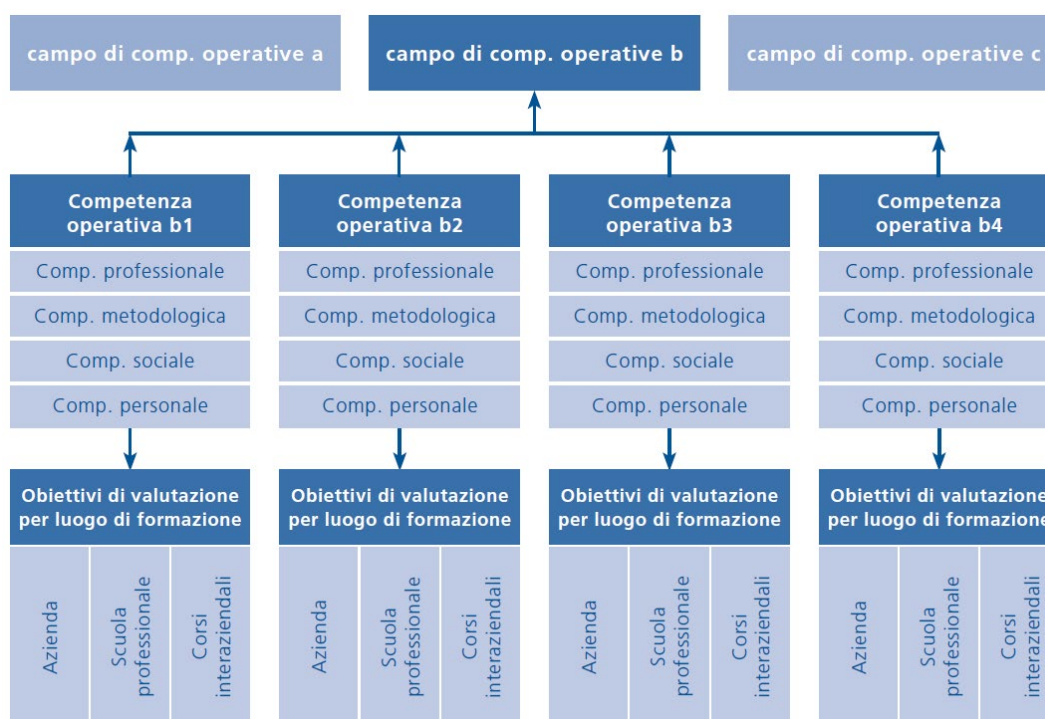 campo di comp. operative a
campo di comp. operative b
campo di comp. operative c
Competenza
operativa b1
Comp. professionale
Comp. metodologica
Comp. sociale
Comp. personale
Obiettivi di valutazione
per luogo di formazione
Azienda
Scuola
professionale
Corsi
interaziendali
Competenza
operativa b2
Comp. professionale
Comp. metodologica
Comp. sociale
Comp. personale
Obiettivi di valutazione
per luogo di formazione
Azienda
Scuola
professionale
Corsi
interaziendali
Competenza
operativa b3
Comp. professionale
Comp. metodologica
Comp. sociale
Comp. personale
Obiettivi di valutazione
per luogo di formazione
Azienda
Scuola
professionale
Corsi
interaziendali
Competenza
operativa b4
Comp. professionale
Comp. metodologica
Comp. sociale
Comp. personale
Obiettivi di valutazione
per luogo di formazione
Azienda
Scuola
professionale
Corsi
interaziendali